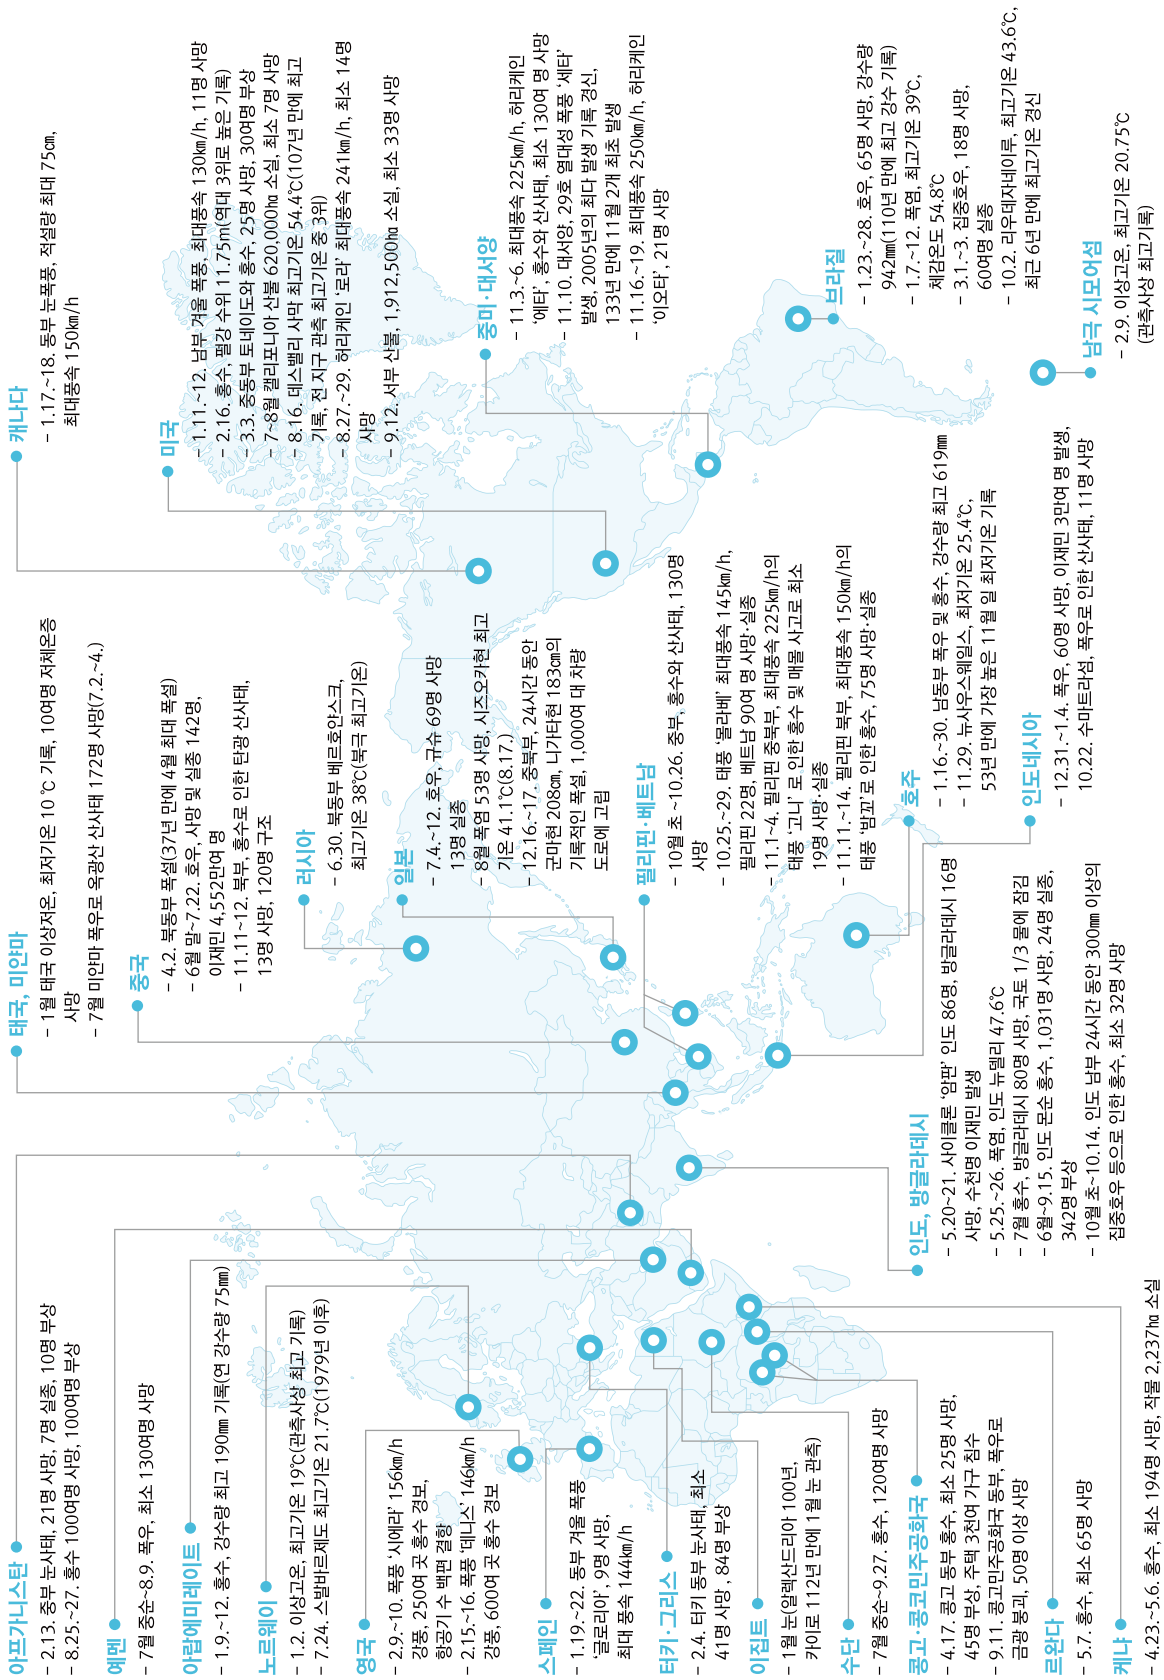 아프가니스탄
– 2.13. 중부 눈사태, 21명 사망, 7명 실종, 10명 부상
– 8.25.~27. 홍수 100여명 사망, 100여명 부상
예멘
– 7월 중순~8.9. 폭우, 최소 130여명 사망
아랍에미레이트
– 1.9.~12. 홍수, 강수량 최고 190㎜ 기록(연 강수량 75㎜)
노르웨이
– 1.2. 이상고온, 최고기온 19℃(관측사상 최고 기록)
– 7.24. 스발바르제도 최고기온 21.7℃(1979년 이후)
영국
– 2.9.~10. 폭풍 ‘시에라’ 156㎞/h
강풍, 250여 곳 홍수 경보,
항공기 수 백편 결항
– 2.15.~16. 폭풍 ‘데니스’ 146㎞/h
강풍, 600여 곳 홍수 경보
스페인
– 1.19.~22. 동부 겨울 폭풍
‘글로리아’, 9명 사망,
최대 풍속 144㎞/h
터키·그리스
– 2.4. 터키 동부 눈사태, 최소
41명 사망 , 84명 부상
이집트
– 1월 눈(알렉산드리아 100년,
카이로 112년 만에 1월 눈 관측)
수단
– 7월 중순~9.27. 홍수, 120여명 사망
콩고·콩코민주공화국
– 4.17. 콩고 동부 홍수, 최소 25명 사망,
45명 부상, 주택 3천여 가구 침수
– 9.11. 콩고민주공화국 동부, 폭우로
금광 붕괴, 50명 이상 사망
르완다
– 5.7. 홍수, 최소 65명 사망
케냐
– 4.23.~5.6. 홍수, 최소 194명 사망, 작물 2,237㏊ 소실
태국, 미얀마
– 1월 태국 이상저온, 최저기온 10 ℃ 기록, 10여명 저체온증
사망
– 7월 미얀마 폭우로 옥광산 산사태 172명 사망(7.2.~4.)
중국
– 4.2. 북동부 폭설(37년 만에 4월 최대 폭설)
– 6월 말~7.22. 호우, 사망 및 실종 142명,
이재민 4,552만여 명
– 11.11~12. 북부, 홍수로 인한 탄광 산사태,
13명 사망, 120명 구조
러시아
– 6.30. 북동부 베르호얀스크,
최고기온 38℃(북극 최고기온)
일본
– 7.4.~12. 호우, 규슈 69명 사망
13명 실종
– 8월 폭염 53명 사망, 시즈오카현 최고
기온 41.1℃(8.17.)
– 12.16.~17. 중북부, 24시간 동안
군마현 208㎝, 니가타현 183㎝의
기록적인 폭설, 1,000여 대 차량
도로에 고립
필리핀·베트남
– 10월 초 ~10.26. 중부, 홍수와 산사태, 130명
사망
– 10.25.~29. 태풍 ‘몰라베’ 최대풍속 145㎞/h,
필리핀 22명, 베트남 90여 명 사망·실종
– 11.1~4. 필리핀 중북부, 최대풍속 225㎞/h의
태풍 ‘고니’ 로 인한 홍수 및 매몰 사고로 최소
19명 사망·실종
– 11.11.~14. 필리핀 북부, 최대풍속 150㎞/h의
태풍 ‘밤꼬’로 인한 홍수, 75명 사망·실종
호주
– 1.16.~30. 남동부 폭우 및 홍수, 강수량 최고 619㎜
– 11.29. 뉴사우스웨일스, 최저기온 25.4℃,
53년 만에 가장 높은 11월 일 최저기온 기록
인도네시아
– 12.31.~1.4. 폭우, 60명 사망, 이재민 3만여 명 발생,
10.22. 수마트라섬, 폭우로 인한 산사태, 11명 사망
인도, 방글라데시
– 5.20~21. 사이클론 ‘암판’ 인도 86명, 방글라데시 16명
사망, 수천명 이재민 발생
– 5.25.~26. 폭염, 인도 뉴델리 47.6℃
– 7월 홍수, 방글라데시 80명 사망, 국토 1/3 물에 잠김
– 6월~9.15. 인도 몬순 홍수, 1,031명 사망, 24명 실종,
342명 부상
– 10월 초~10.14. 인도 남부 24시간 동안 300㎜ 이상의
집중호우 등으로 인한 홍수, 최소 32명 사망
캐나다
– 1.17.~18. 동부 눈폭풍, 적설량 최대 75㎝,
최대풍속 150㎞/h
미국
– 1.11.~12. 남부 겨울 폭풍, 최대풍속 130㎞/h, 11명 사망
– 2.16. 홍수, 펄강 수위 11.75m(역대 3위로 높은 기록)
– 3.3. 중동부 토네이도와 홍수, 25명 사망, 30여명 부상
– 7~8월 캘리포니아 산불 620,000㏊ 소실, 최소 7명 사망
– 8.16. 데스밸리 사막 최고기온 54.4℃(107년 만에 최고
기록, 전 지구 관측 최고기온 중 3위)
– 8.27.~29. 허리케인 ‘로라’ 최대풍속 241㎞/h, 최소 14명
사망
– 9.12. 서부 산불, 1,912,500㏊ 소실, 최소 33명 사망
중미·대서양
– 11.3.~6. 최대풍속 225㎞/h, 허리케인
‘에타’, 홍수와 산사태, 최소 130여 명 사망
– 11.10. 대서양, 29호 열대성 폭풍 ‘세타’
발생, 2005년의 최다 발생 기록 경신,
133년 만에 11월 2개 최초 발생
– 11.16.~19. 최대풍속 250㎞/h, 허리케인
‘이오타’, 21명 사망
브라질
– 1.23.~28. 호우, 65명 사망, 강수량
942㎜(110년 만에 최고 강수 기록)
– 1.7.~12. 폭염, 최고기온 39℃,
체감온도 54.8℃
– 3.1.~3. 집중호우, 18명 사망,
60여명 실종
– 10.2. 리우데자네이루, 최고기온 43.6℃,
최근 6년 만에 최고기온 경신
남극 시모어섬
– 2.9. 이상고온, 최고기온 20.75℃
(관측사상 최고기록)